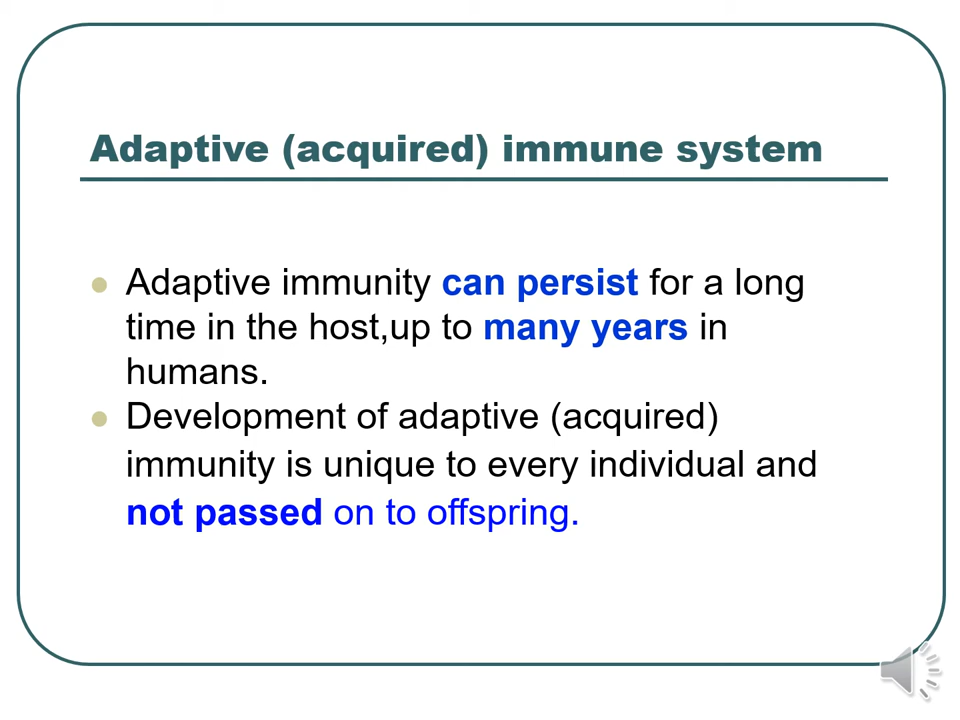 Adaptive (acquired) immune system
Adaptive immunity can persist for a long
time in the host,up to many years in
humans.
Development of adaptive (acquired)
immunity is unique to every individual and
not passed on to offspring.